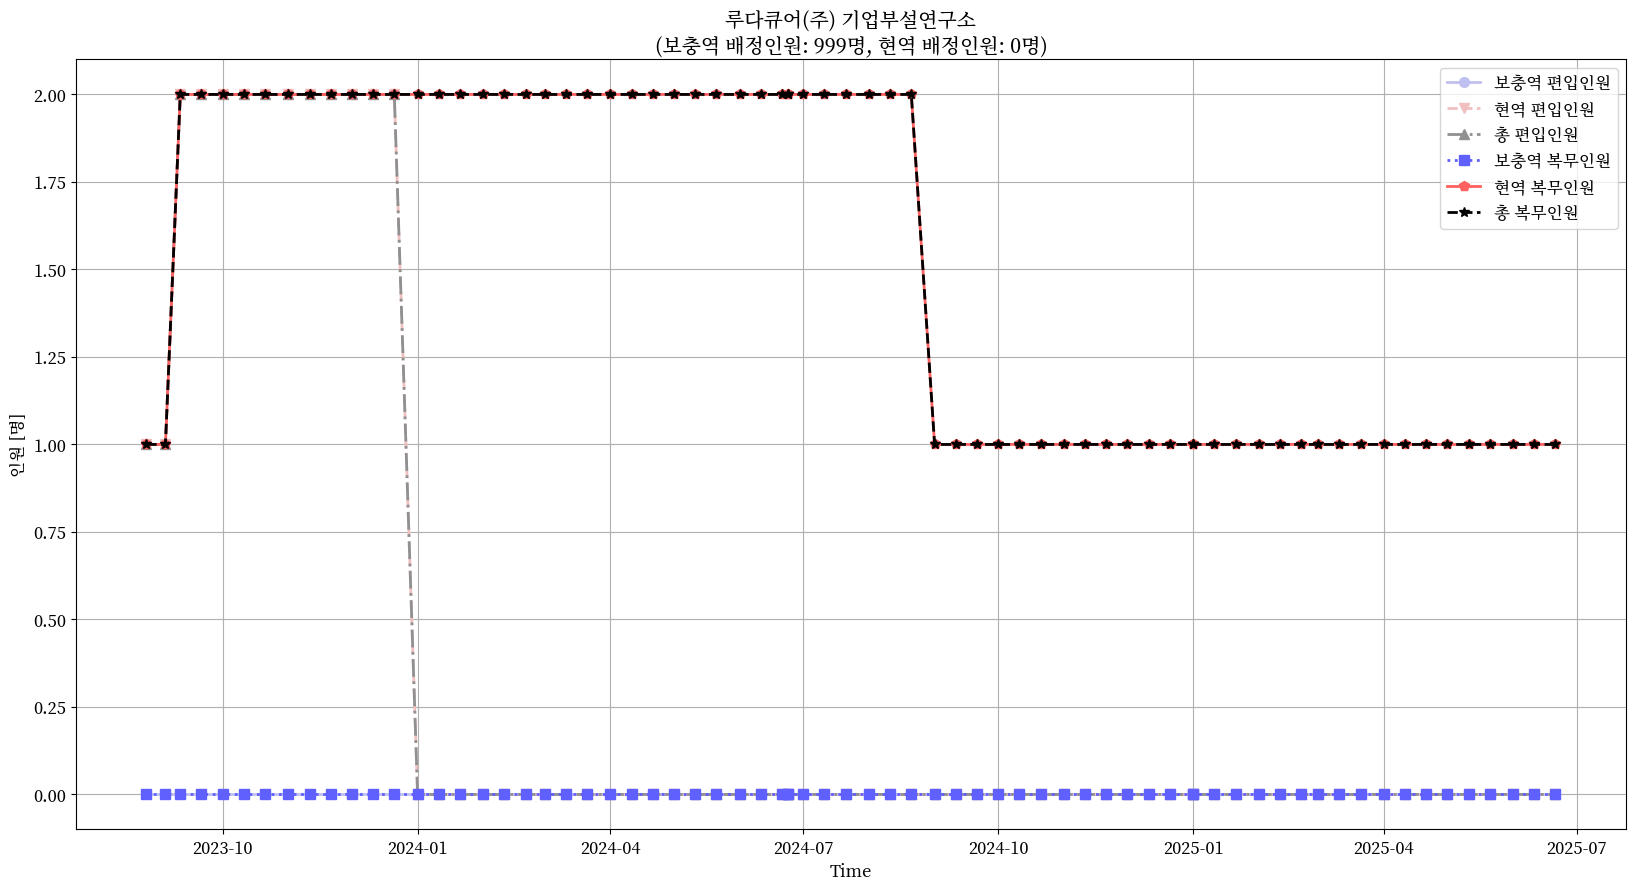 루다큐어(주) 기업부설연구소
(보충역 배정인원: 999명, 현역 배정인원: 0명)
보충역 편입인원
현역 편입인원
총 편입인원
보충역 복무인원
현역 복무인원
총 복무인원
인원 [명]
2.00
1.75
1.50
1.25
1.00
0.75
0.50
0.25
0.00
2023-10 2024-01 2024-04 2024-07 2024-10 2025-01 2025-04 2025-07
Time